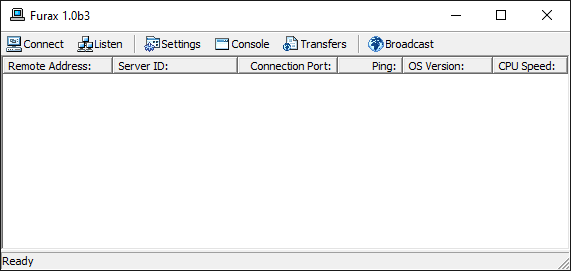 Furax 1.0b3
Connect Listen Settings Console Transfers Broadcast
Remote Address: Server ID: Connection Port: Ping: OS Version: CPU Speed:
Ready